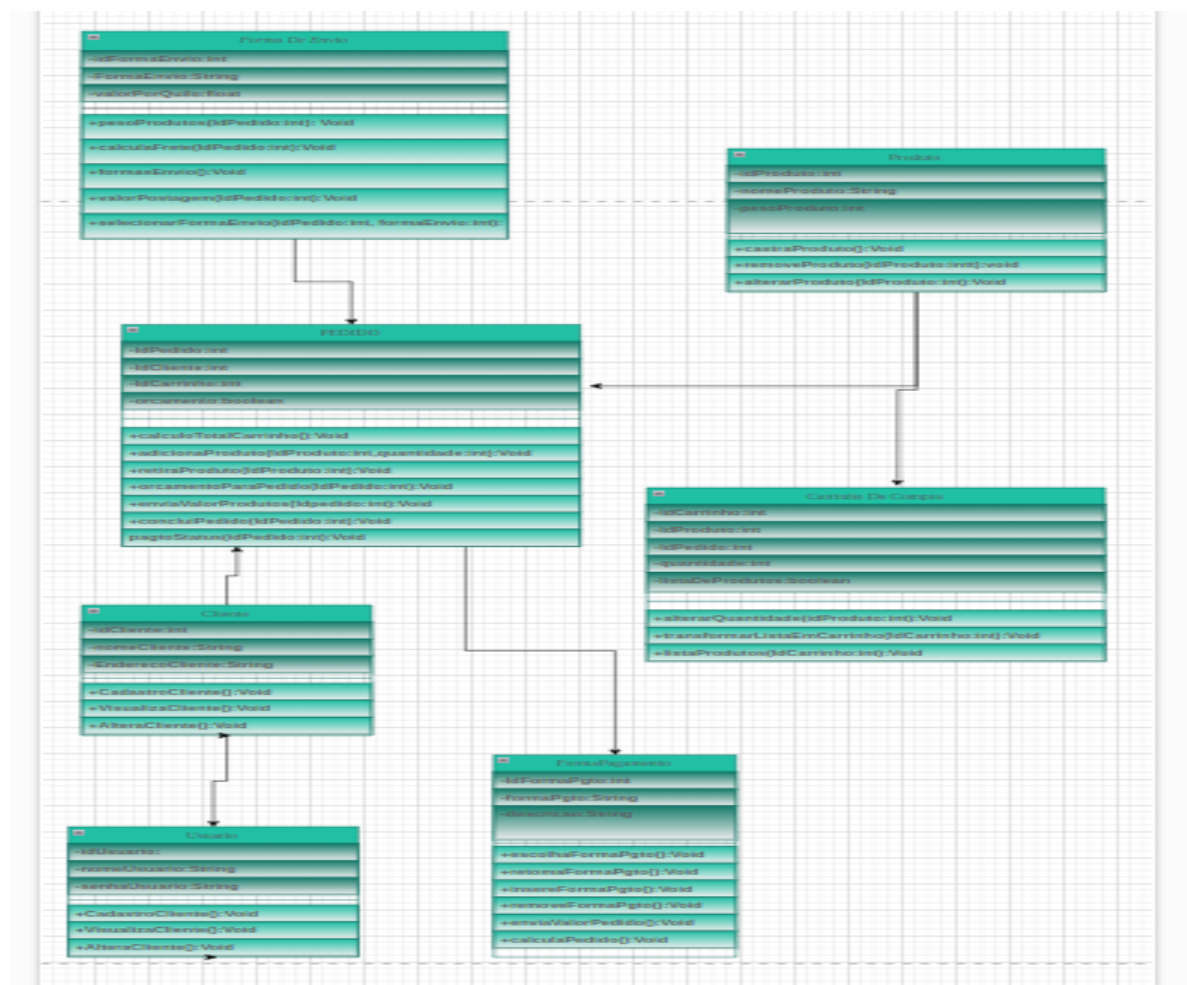 Forma De Envio
-idFormaEnvio:int
-FormaEnvio:String
-valorPorQuilo:float
+pesoProdutos(IdPedido:int): Void
+calculaFrete(IdPedido:int):Void
+formasEnvio():Void
+valorPostagem(IdPedido:int):Void
+selecionarFormaEnvio(IdPedido:int, formaEnvio:int):
Produto
-idProduto:int
-nomeProduto:String
-pesoProduto:int
+castraProduto():Void
+removeProduto(IdProduto:innt):void
+alterarProduto(IdProduto:int):Void
PEDIDO
-IdPedido:int
-IdCliente:int
-IdCarrinho:int
-orcamento:boolean
+calculoTotalCarrinho():Void
+adicionaProduto(IdProduto:int,quantidade:int):Void
+retiraProduto(IdProduto:int):Void
+orcamentoParaPedido(IdPedido:int):Void
+enviaValorProdutos(Idpedido:int):Void
+concluiPedido(IdPedido:int):Void
pagtoStatus(IdPedido:int):Void
Carrinho De Compra
-idCarrinho:int
-IdProduto:int
-IdPedido:int
-quantidade:int
-listaDeProdutos:boolean
+alterarQuantidade(idProduto:int):Void
+transformarListaEmCarrinho(IdCarrinho:int):Void
+listaProdutos(IdCarrinho:int):Void
Cliente
-idCliente:int
-nomeCliente:String
-EnderecoCliente:String
+CadastroCliente():Void
+VisualizaCliente():Void
+AlteraCliente():Void
FormaPagamento
-IdFormaPgto:int
-formaPgto:String
-descricao:String
+escolhaFormaPgto():Void
+retornaFormaPgto():Void
+insereFormaPgto():Void
+removeFormaPgto():Void
+enviaValorPedido():Void
+calculaPedido():Void
Usuario
-idUsuario:
-nomeUsuario:String
-senhaUsuario:String
+CadastroCliente():Void
+VisualizaCliente():Void
+AlteraCliente():Void